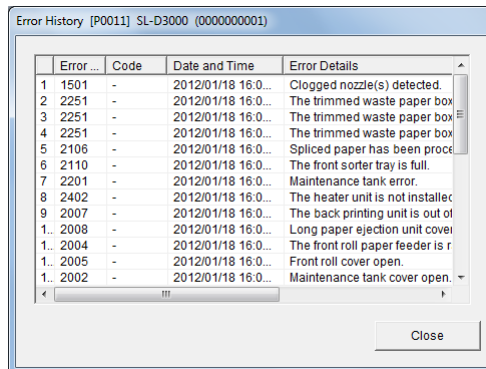 Error History [P0011] SL-D3000 (0000000001)
Error ... Code Date and Time Error Details
1 1501 - 2012/01/18 16:0... Clogged nozzle(s) detected.
2 2251 - 2012/01/18 16:0... The trimmed waste paper box
3 2251 - 2012/01/18 16:0... The trimmed waste paper box
4 2251 - 2012/01/18 16:0... The trimmed waste paper box
5 2106 - 2012/01/18 16:0... Spliced paper has been proce
6 2110 - 2012/01/18 16:0... The front sorter tray is full.
7 2201 - 2012/01/18 16:0... Maintenance tank error.
8 2402 - 2012/01/18 16:0... The heater unit is not installed
9 2007 - 2012/01/18 16:0... The back printing unit is out of
1.. 2008 - 2012/01/18 16:0... Long paper ejection unit cover
1.. 2004 - 2012/01/18 16:0... The front roll paper feeder is r
1.. 2005 - 2012/01/18 16:0... Front roll cover open.
1.. 2002 - 2012/01/18 16:0... Maintenance tank cover open.
Close